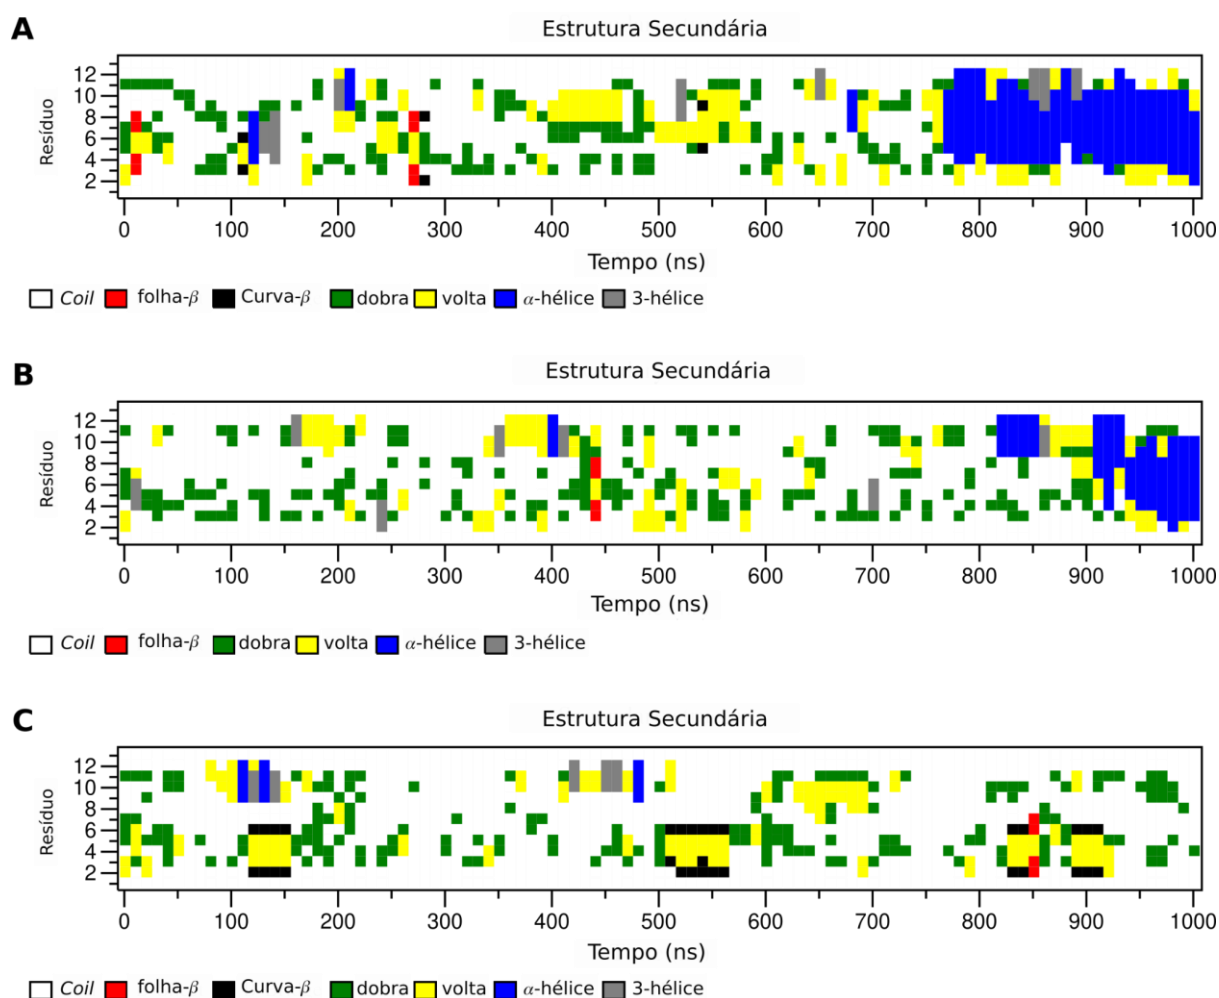 A
Estrutura Secundária
Resíduo
12
10
8
6
4
2
0 100 200 300 400 500 600 700 800 900 1000
Tempo (ns)
Coil folha-β Curva-β dobra volta α-hélice 3-hélice
B
Estrutura Secundária
Resíduo
12
10
8
6
4
2
0 100 200 300 400 500 600 700 800 900 1000
Tempo (ns)
Coil folha-β dobra volta α-hélice 3-hélice
C
Estrutura Secundária
Resíduo
12
10
8
6
4
2
0 100 200 300 400 500 600 700 800 900 1000
Tempo (ns)
Coil folha-β Curva-β dobra volta α-hélice 3-hélice